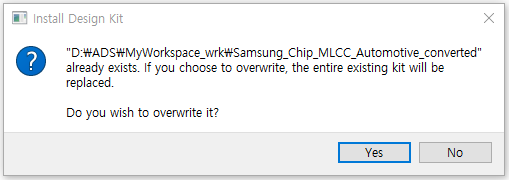 Install Design Kit
"D:₩ADS₩MyWorkspace_wrk₩Samsung_Chip_MLCC_Automotive_converted"
already exists. If you choose to overwrite, the entire existing kit will be
replaced.
Do you wish to overwrite it?
Yes
No